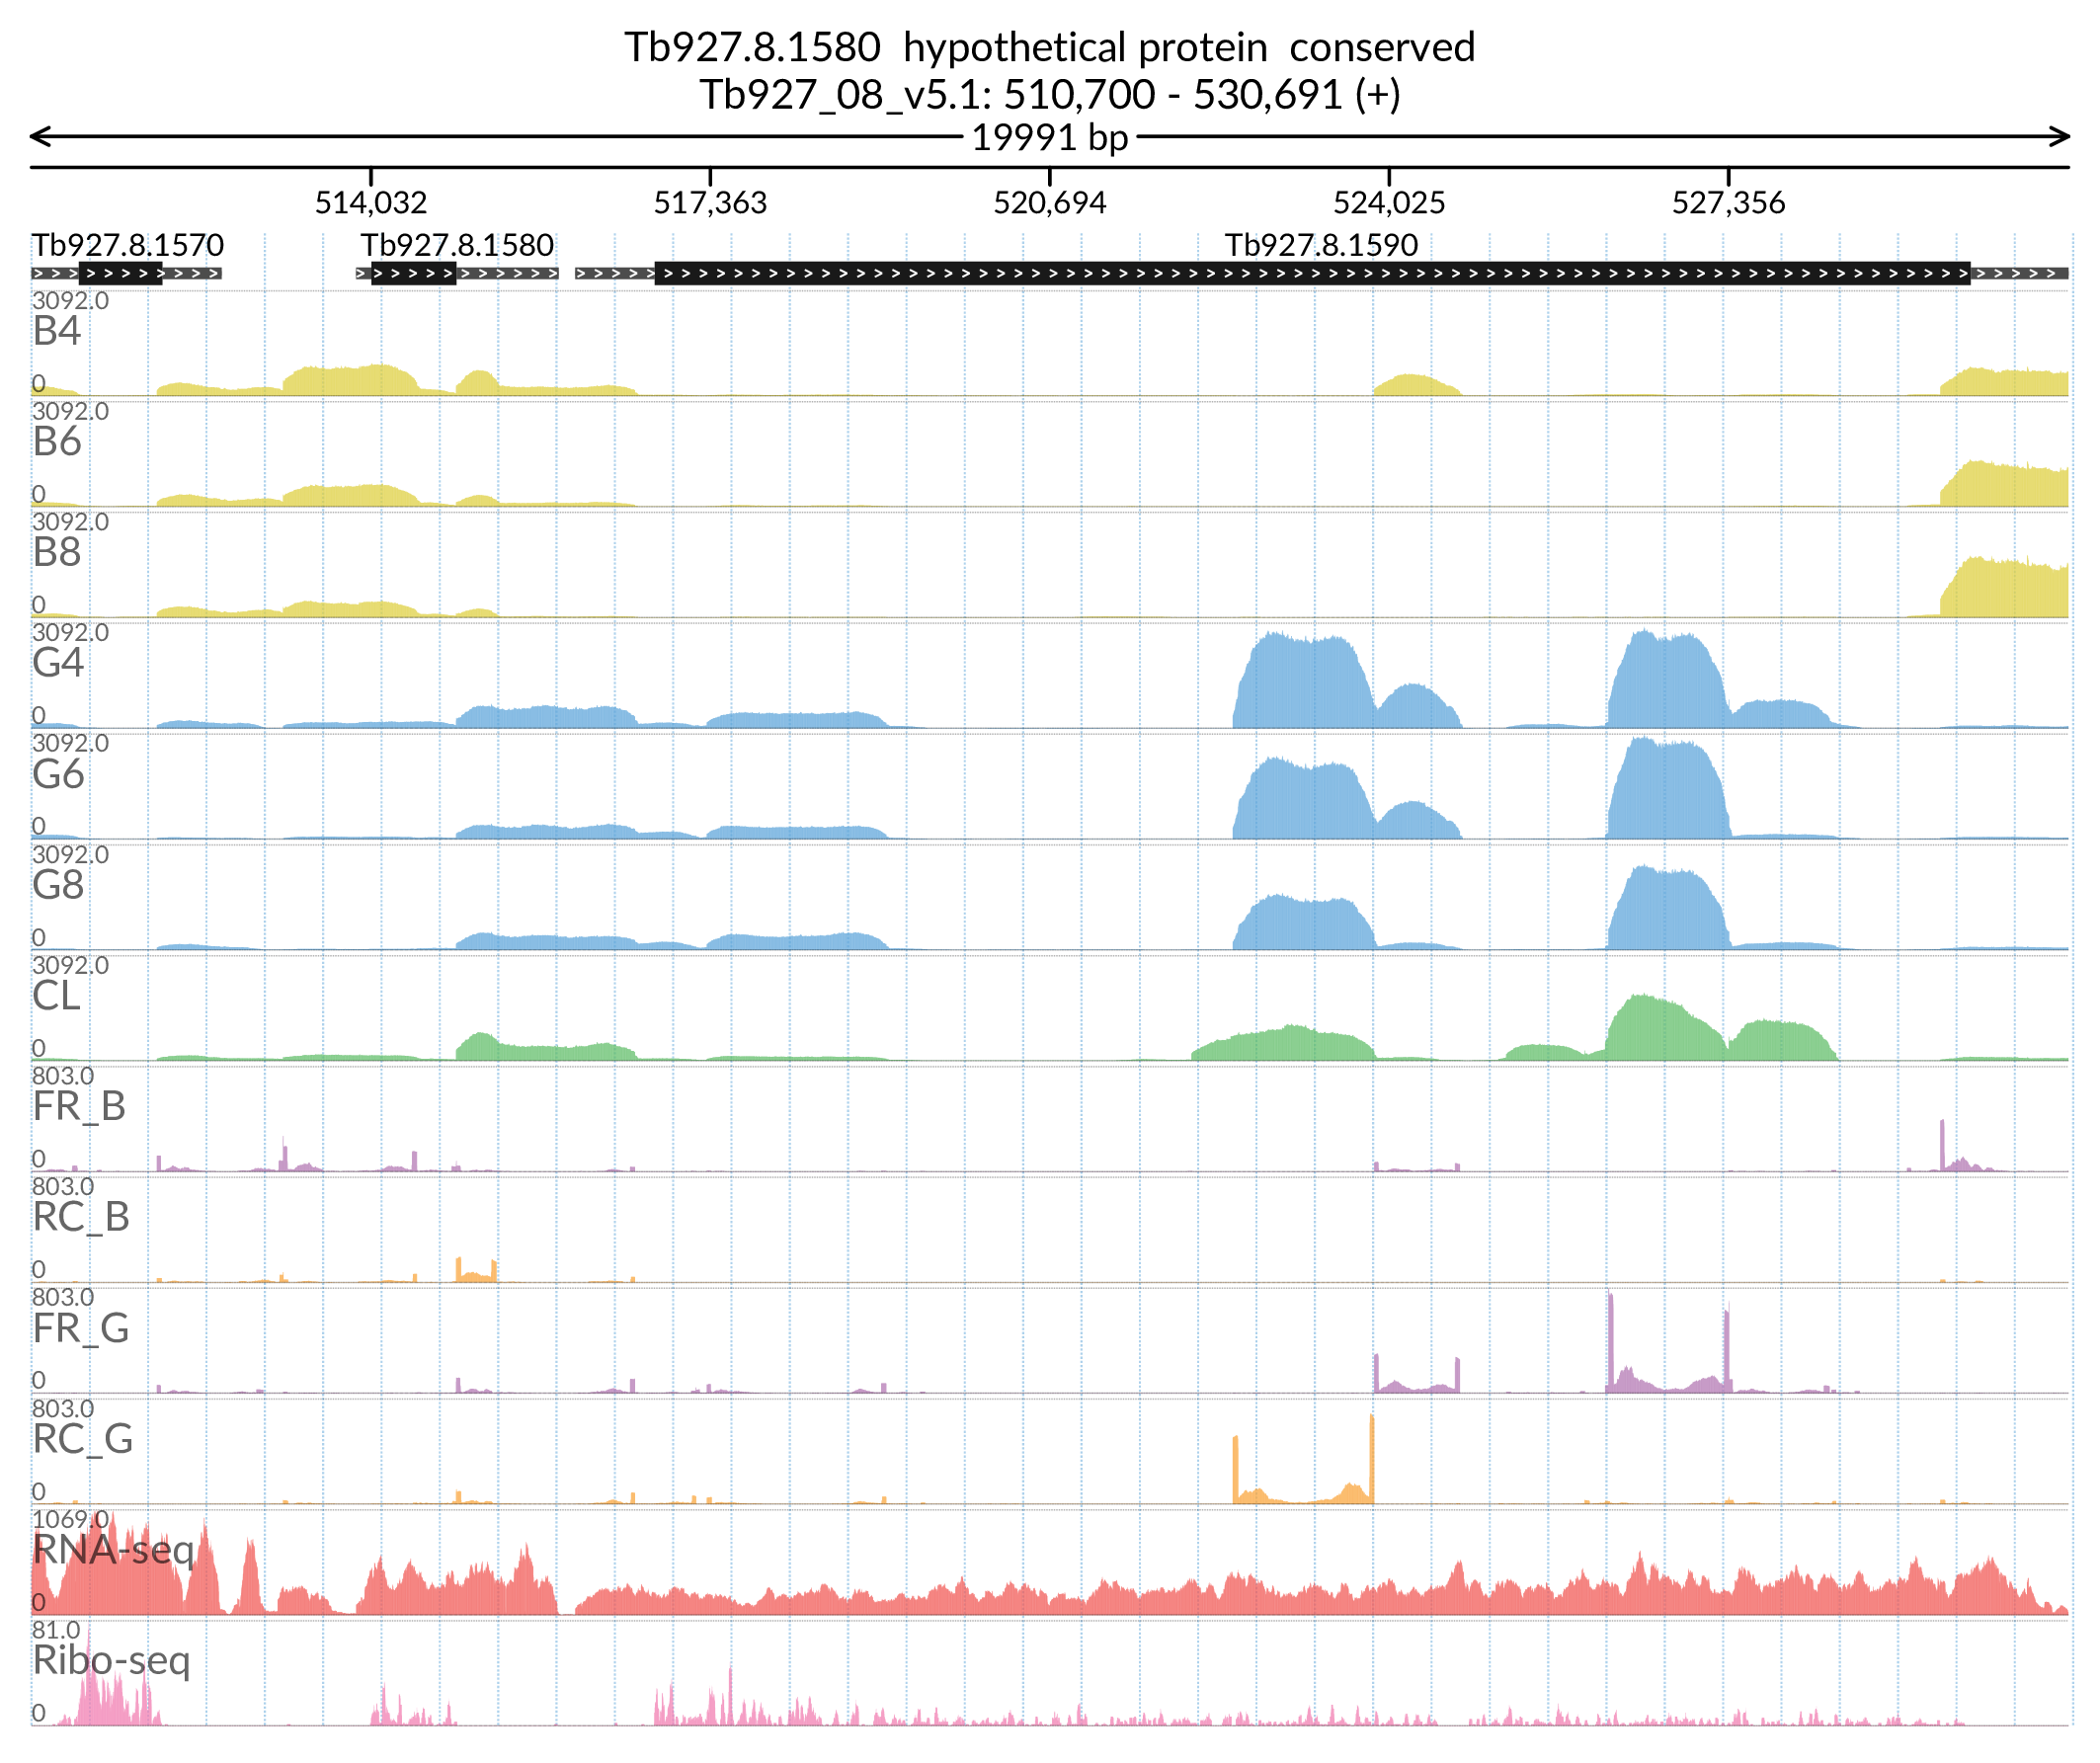 Tb927.8.1580 hypothetical protein conserved
Tb927_08_v5.1: 510,700 - 530,691 (+)
19991 bp
514,032 517,363 520,694 524,025 527,356
Tb927.8.1570 Tb927.8.1580 Tb927.8.1590
3092.0
B4
0
3092.0
B6
0
3092.0
B8
0
3092.0
G4
0
3092.0
G6
0
3092.0
G8
0
3092.0
CL
0
803.0
FR_B
0
803.0
RC_B
0
803.0
FR_G
0
803.0
RC_G
0
1069.0
RNA-seq
0
81.0
Ribo-seq
0